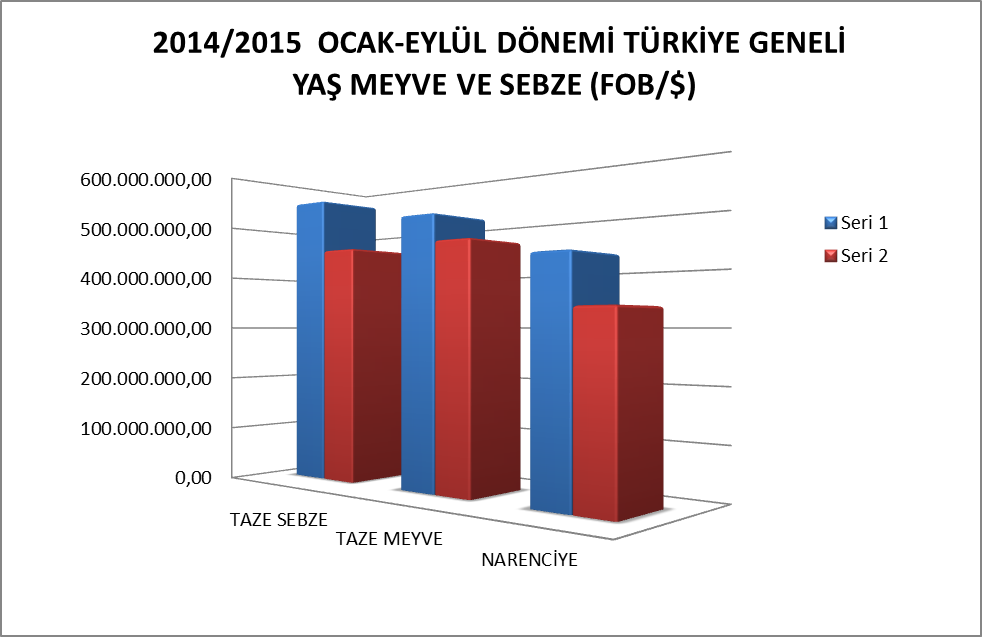 2014/2015 OCAK-EYLÜL DÖNEMİ TÜRKİYE GENELİ
YAŞ MEYVE VE SEBZE (FOB/$)
600.000.000,00
500.000.000,00
400.000.000,00
300.000.000,00
200.000.000,00
100.000.000,00
0,00
TAZE SEBZE
TAZE MEYVE
NARENCİYE
Seri 1
Seri 2